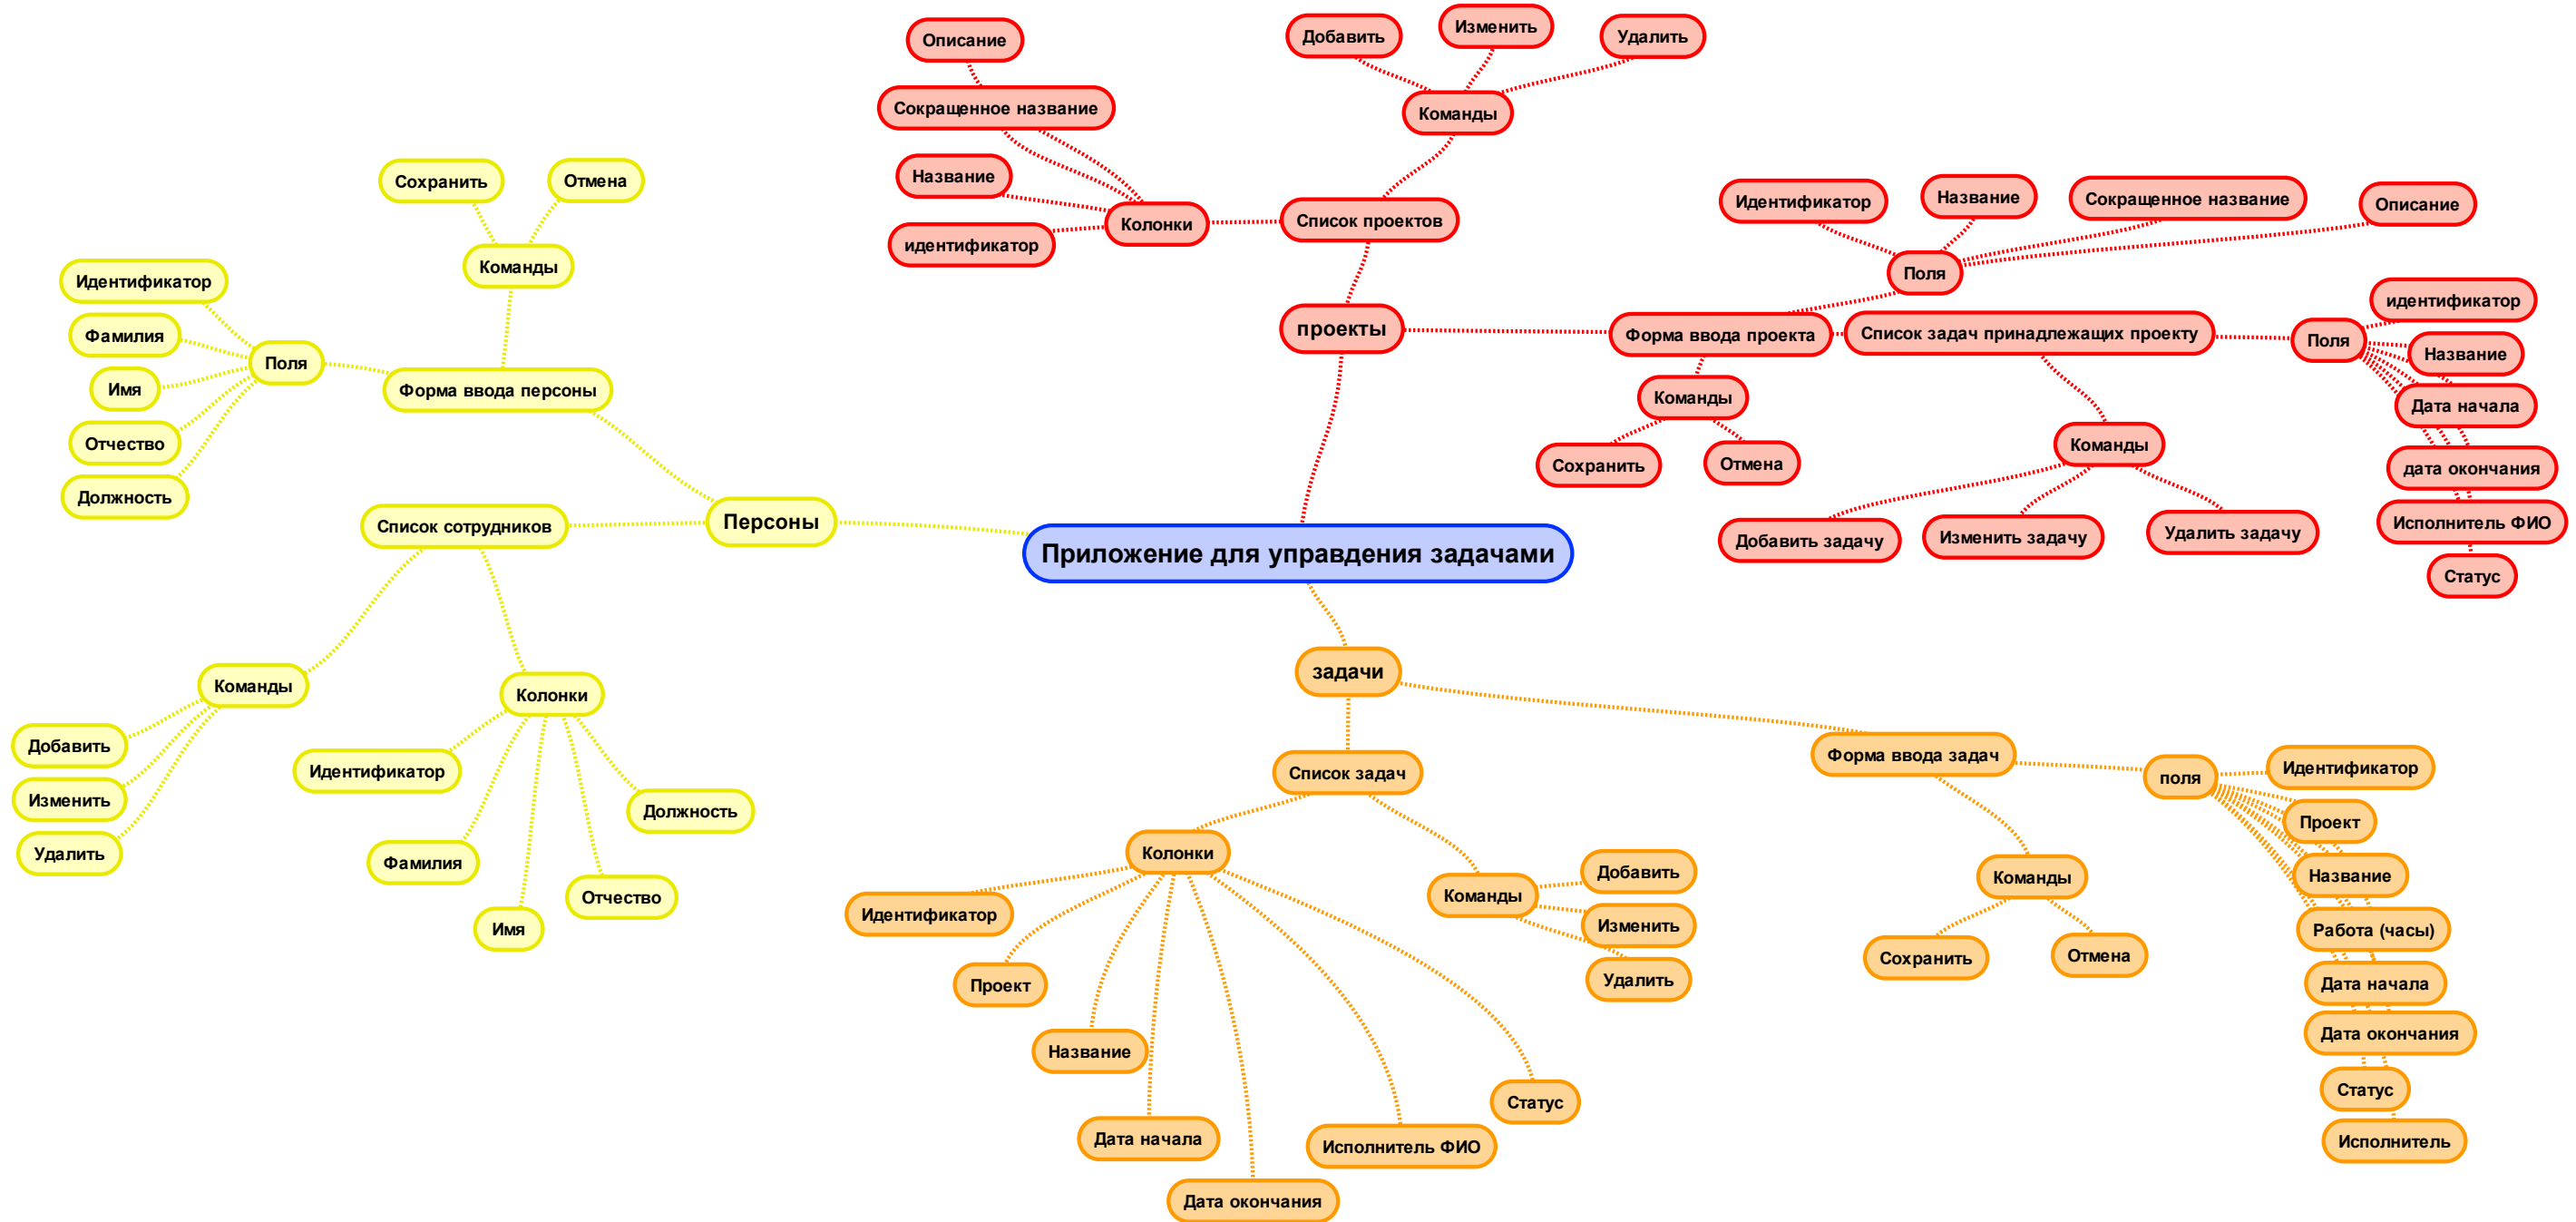 Приложение для управдения задачами
проекты
Список проектов
Команды
Добавить
Изменить
Удалить
Колонки
Описание
Сокращенное название
Название
идентификатор
Форма ввода проекта
Поля
Идентификатор
Название
Сокращенное название
Описание
Команды
Сохранить
Отмена
Список задач принадлежащих проекту
Поля
идентификатор
Название
Дата начала
дата окончания
Исполнитель ФИО
Статус
Команды
Добавить задачу
Изменить задачу
Удалить задачу
Персоны
Форма ввода персоны
Команды
Сохранить
Отмена
Поля
Идентификатор
Фамилия
Имя
Отчество
Должность
Список сотрудников
Команды
Добавить
Изменить
Удалить
Колонки
Идентификатор
Фамилия
Имя
Отчество
Должность
задачи
Список задач
Колонки
Идентификатор
Проект
Название
Дата начала
Дата окончания
Исполнитель ФИО
Статус
Команды
Добавить
Изменить
Удалить
Форма ввода задач
Команды
Сохранить
Отмена
поля
Идентификатор
Проект
Название
Работа (часы)
Дата начала
Дата окончания
Статус
Исполнитель